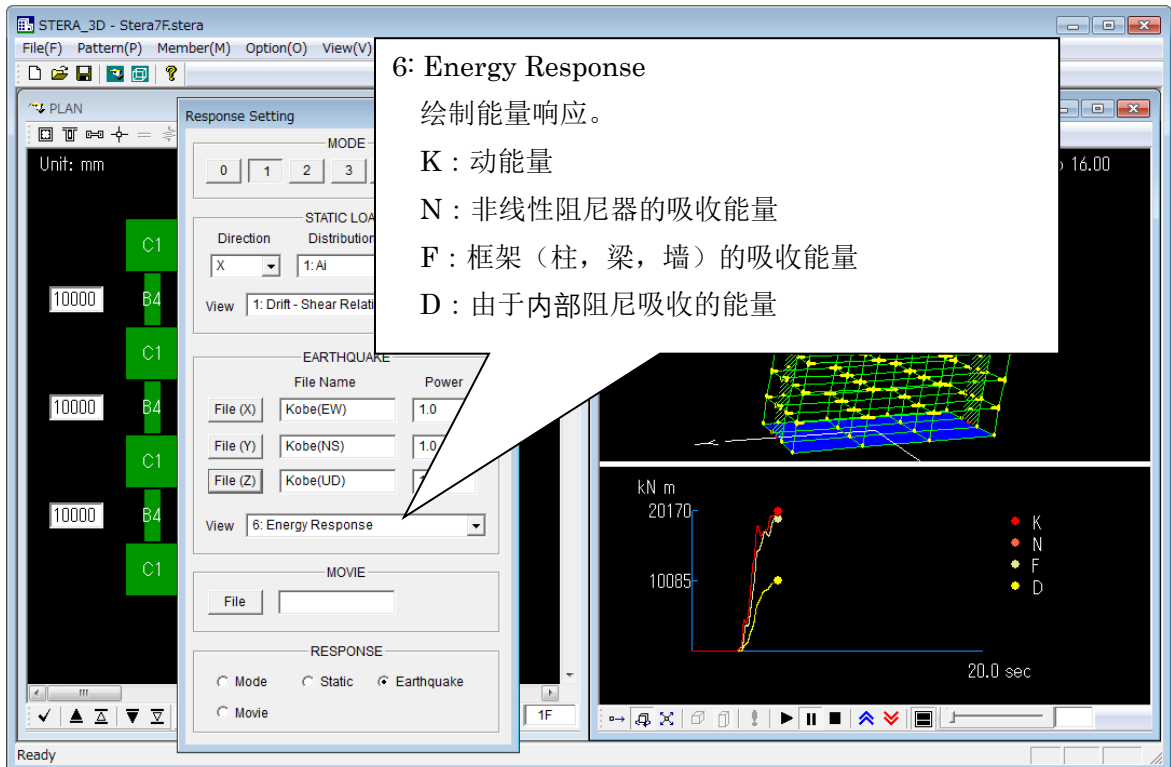 STERA_3D - Stera7F.stera
File(F) Pattern(P) Member(M) Option(O) View(V)
6: Energy Response
绘制能量响应。
K：动能量
N：非线性阻尼器的吸收能量
F：框架（柱，梁，墙）的吸收能量
D：由于内部阻尼吸收的能量
PLAN
Unit: mm
C1
10000 B4
C1
10000 B4
C1
10000 B4
C1
1F
Response Setting
MODE
0 1 2 3
STATIC LOA
Direction Distribution
X 1: Ai
View 1: Drift - Shear Relati
EARTHQUAKE
File Name Power
File (X) Kobe(EW) 1.0
File (Y) Kobe(NS) 1.0
File (Z) Kobe(UD)
View 6: Energy Response
MOVIE
File
RESPONSE
Mode Static Earthquake
Movie
16.00
kN m
20170
10085
K
N
F
D
20.0 sec
Ready